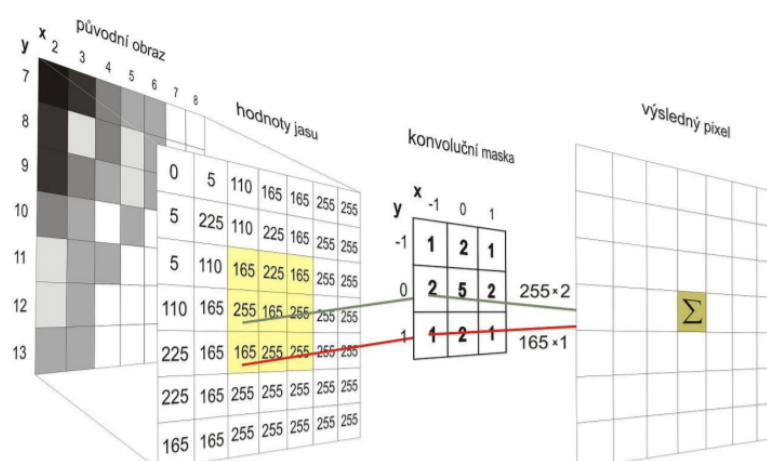 původní obraz
x 2 3 4 5 6 7 8
y
7
8
9
10
11
12
13
hodnoty jasu
0 5 110 165 165 255 255
5 225 110 225 165 255 255
5 110 165 225 165 255 255
110 165 255 165 255 255 255
225 165 165 255 255 255 255
225 165 255 255 255 255 255
165 165 255 255 255 255 255
konvoluční maska
x -1 0 1
y
-1 1 2 1
0 2 5 2
1 1 2 1
255×2
165×1
výsledný pixel
Σ